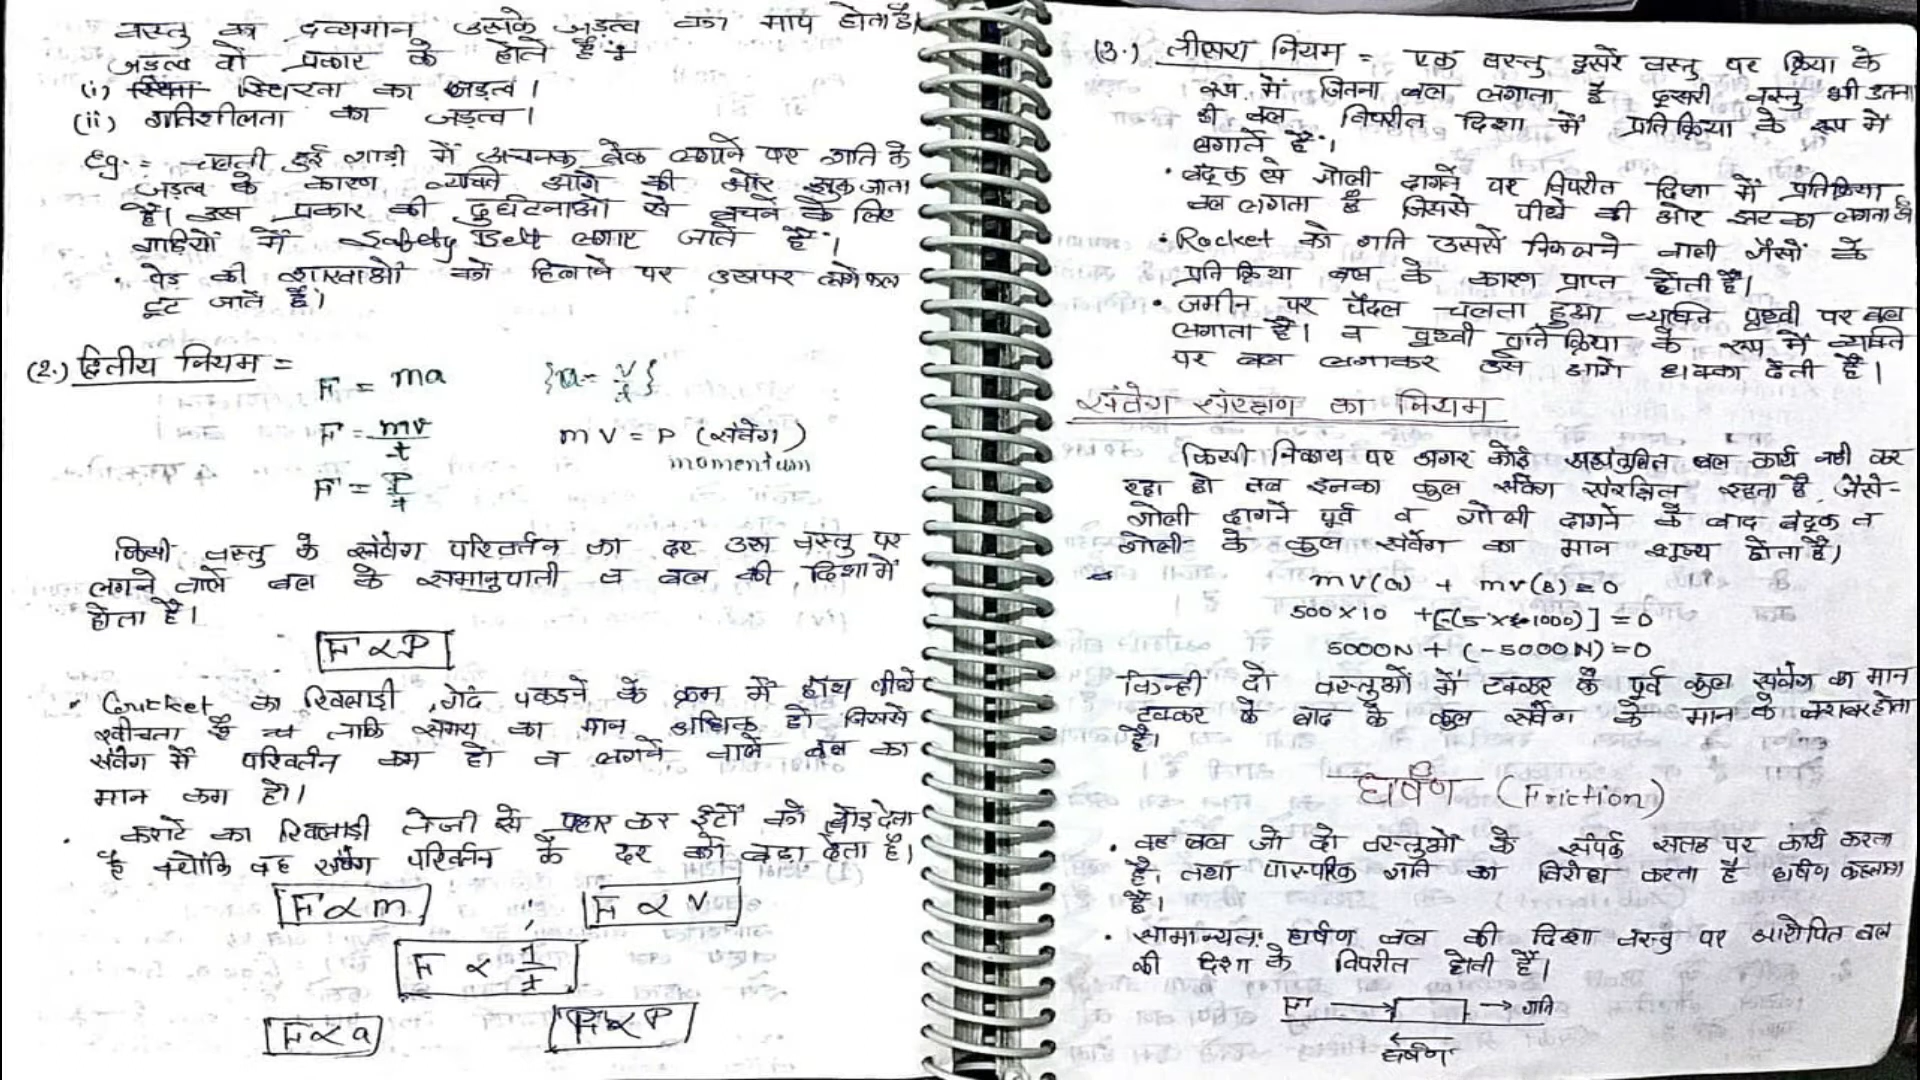 वस्तु का द्रव्यमान उसके जड़त्व का माप होता है।
जड़त्व दो प्रकार के होते हैं :
(i) स्थिरता का जड़त्व।
(ii) गतिशीलता का जड़त्व।
eg. = चलती हुई गाड़ी में अचानक ब्रेक लगाने पर गति के
जड़त्व के कारण व्यक्ति आगे की ओर झुक जाता
है। उस प्रकार की दुर्घटनाओं से बचने के लिए
गाड़ियों में Safety Belt लगाए जाते हैं।
• पेड़ की शाखाओं को हिलाने पर उसपर लगे फल
टूट जाते हैं।
(2.) द्वितीय नियम =
F = ma {a = v/t}
F = mv/t mv = P (संवेग)
momentum
F = P/t
किसी वस्तु के संवेग परिवर्तन का दर उस वस्तु पर
लगने वाले बल के समानुपाती व बल की दिशा में
होता है।
F ∝ P
• Cricket का खिलाड़ी गेंद पकड़ने के क्रम में हाथ पीछे
खींचता है ताकि समय का मान अधिक हो जिससे
संवेग में परिवर्तन कम हो व लगने वाले बल का
मान कम हो।
• कराटे का खिलाड़ी तेजी से प्रहार कर ईंटों को तोड़ देता
है क्योंकि वह संवेग परिवर्तन के दर को बढ़ा देता है।
F ∝ m ; F ∝ v
F ∝ 1/t
F ∝ a F ∝ P
(3.) तीसरा नियम = एक वस्तु दूसरे वस्तु पर क्रिया के
रूप में जितना बल लगाता है दूसरी वस्तु भी उतना
ही बल विपरीत दिशा में प्रतिक्रिया के रूप में
लगाते हैं।
• बंदूक से गोली दागने पर विपरीत दिशा में प्रतिक्रिया
बल लगता है जिससे पीछे की ओर झटका लगता है
• Rocket को गति उससे निकलने वाली गैसों के
प्रतिक्रिया बल के कारण प्राप्त होती है।
• जमीन पर पैदल चलता हुआ व्यक्ति पृथ्वी पर बल
लगाता है। व पृथ्वी प्रतिक्रिया के रूप में व्यक्ति
पर बल लगाकर उसे आगे धक्का देती है।
संवेग संरक्षण का नियम
किसी निकाय पर अगर कोई असंतुलित बल कार्य नही कर
रहा हो तब इनका कुल संवेग संरक्षित रहता है जैसे-
गोली दागने पूर्व व गोली दागने के बाद बंदूक व
गोली के कुल संवेग का मान शून्य होता है।
= mv(G) + mv(B) = 0
500×10 + [-(5×1000)] = 0
5000N + (-5000N) = 0
किन्ही दो वस्तुओं में टक्कर के पूर्व कुल संवेग का मान
टक्कर के बाद के कुल संवेग के मान के बराबर होता
है।
घर्षण (Friction)
• वह बल जो दो वस्तुओं के संपर्क सतह पर कार्य करता
है। तथा पारस्परिक गति का विरोध करता है घर्षण कहलाता
है।
• सामान्यतः घर्षण बल की दिशा वस्तु पर आरोपित बल
की दिशा के विपरीत होती है।
F → → गति
← घर्षण